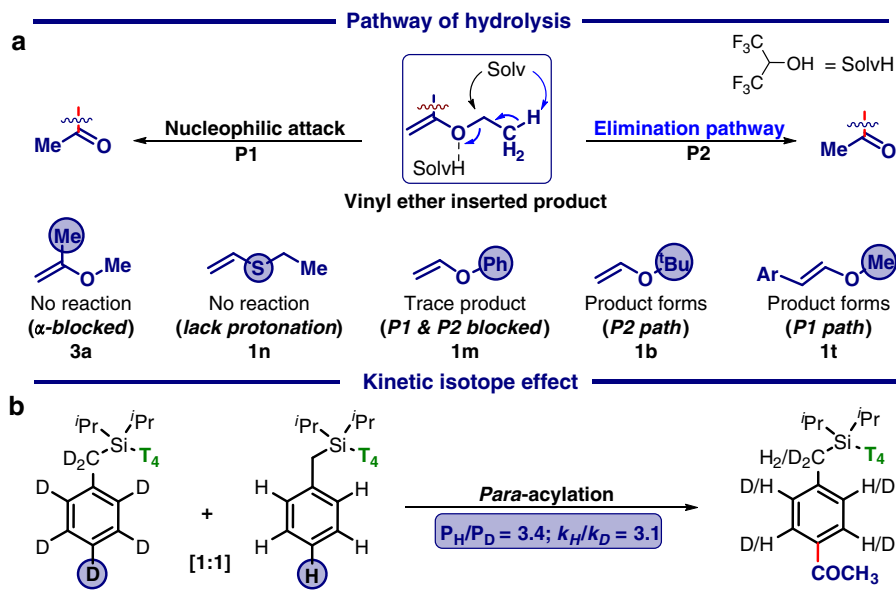 Pathway of hydrolysis
a
F3C
OH = SolvH
F3C
Solv
H
O
C
H2
SolvH
Me
O
Nucleophilic attack
P1
Elimination pathway
P2
Me
O
Vinyl ether inserted product
Me
O
Me
S
Me
O
Ph
O
tBu
Ar
O
Me
No reaction
No reaction
Trace product
Product forms
Product forms
(α-blocked)
(lack protonation)
(P1 & P2 blocked)
(P2 path)
(P1 path)
3a
1n
1m
1b
1t
Kinetic isotope effect
b
iPr
iPr
Si
D2C
T4
D
D
D
D
D
+
[1:1]
iPr
iPr
Si
T4
H
H
H
H
H
Para-acylation
PH/PD = 3.4; kH/kD = 3.1
iPr
iPr
Si
H2/D2C
T4
D/H
H/D
D/H
H/D
COCH3